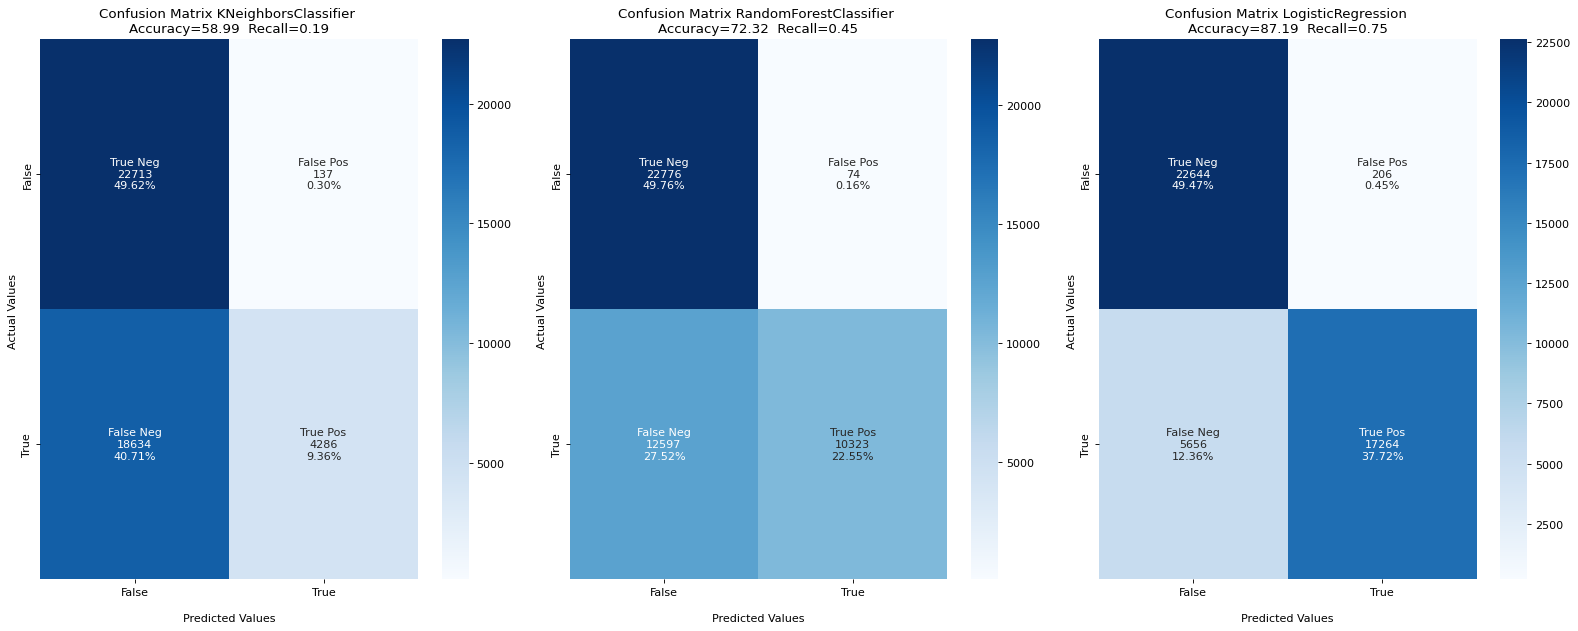 Confusion Matrix KNeighborsClassifier
Accuracy=58.99  Recall=0.19
False
True
Actual Values
True Neg
22713
49.62%
False Pos
137
0.30%
False Neg
18634
40.71%
True Pos
4286
9.36%
False
True
Predicted Values
20000
15000
10000
5000
Confusion Matrix RandomForestClassifier
Accuracy=72.32  Recall=0.45
False
True
Actual Values
True Neg
22776
49.76%
False Pos
74
0.16%
False Neg
12597
27.52%
True Pos
10323
22.55%
False
True
Predicted Values
20000
15000
10000
5000
Confusion Matrix LogisticRegression
Accuracy=87.19  Recall=0.75
False
True
Actual Values
True Neg
22644
49.47%
False Pos
206
0.45%
False Neg
5656
12.36%
True Pos
17264
37.72%
False
True
Predicted Values
22500
20000
17500
15000
12500
10000
7500
5000
2500